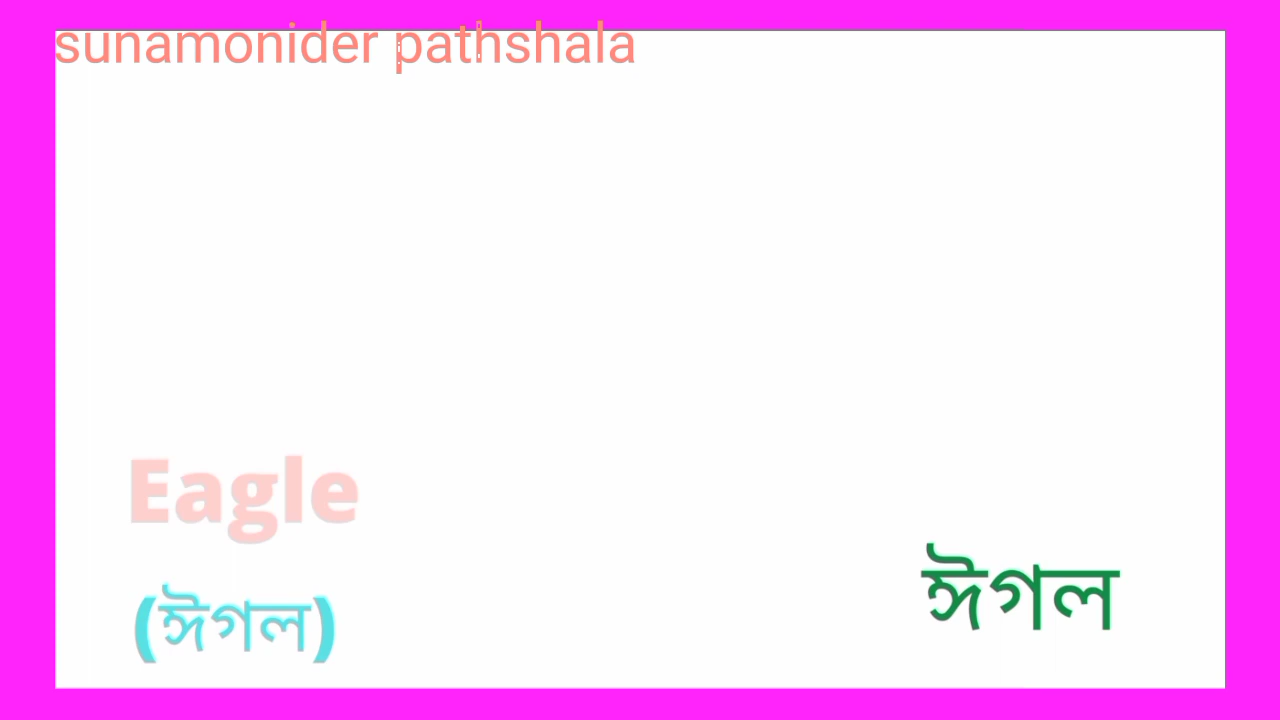 sunamonider pathshala
Eagle
(ঈগল)
ঈগল